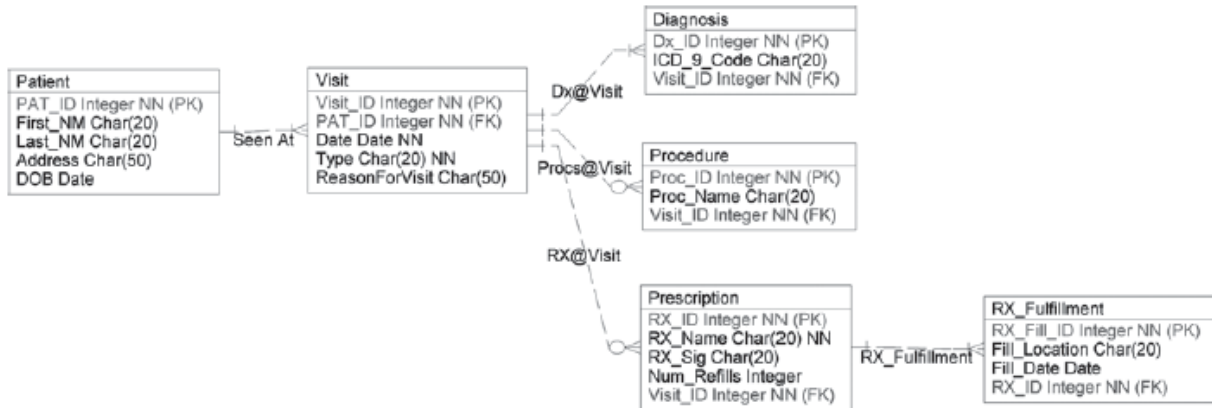 Patient
PAT_ID Integer NN (PK)
First_NM Char(20)
Last_NM Char(20)
Address Char(50)
DOB Date
Seen At
Visit
Visit_ID Integer NN (PK)
PAT_ID Integer NN (FK)
Date Date NN
Type Char(20) NN
ReasonForVisit Char(50)
Dx@Visit
Procs@Visit
RX@Visit
Diagnosis
Dx_ID Integer NN (PK)
ICD_9_Code Char(20)
Visit_ID Integer NN (FK)
Procedure
Proc_ID Integer NN (PK)
Proc_Name Char(20)
Visit_ID Integer NN (FK)
Prescription
RX_ID Integer NN (PK)
RX_Name Char(20) NN
RX_Sig Char(20)
Num_Refills Integer
Visit_ID Integer NN (FK)
RX_Fulfillment
RX_Fulfillment
RX_Fill_ID Integer NN (PK)
Fill_Location Char(20)
Fill_Date Date
RX_ID Integer NN (FK)